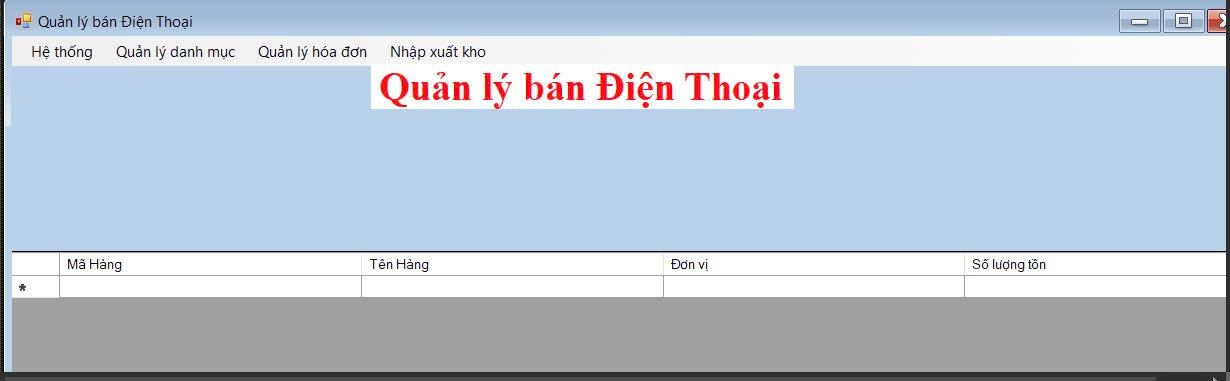 Quản lý bán Điện Thoại
Hệ thống Quản lý danh mục Quản lý hóa đơn Nhập xuất kho
Quản lý bán Điện Thoại
Mã Hàng Tên Hàng Đơn vị Số lượng tồn
*